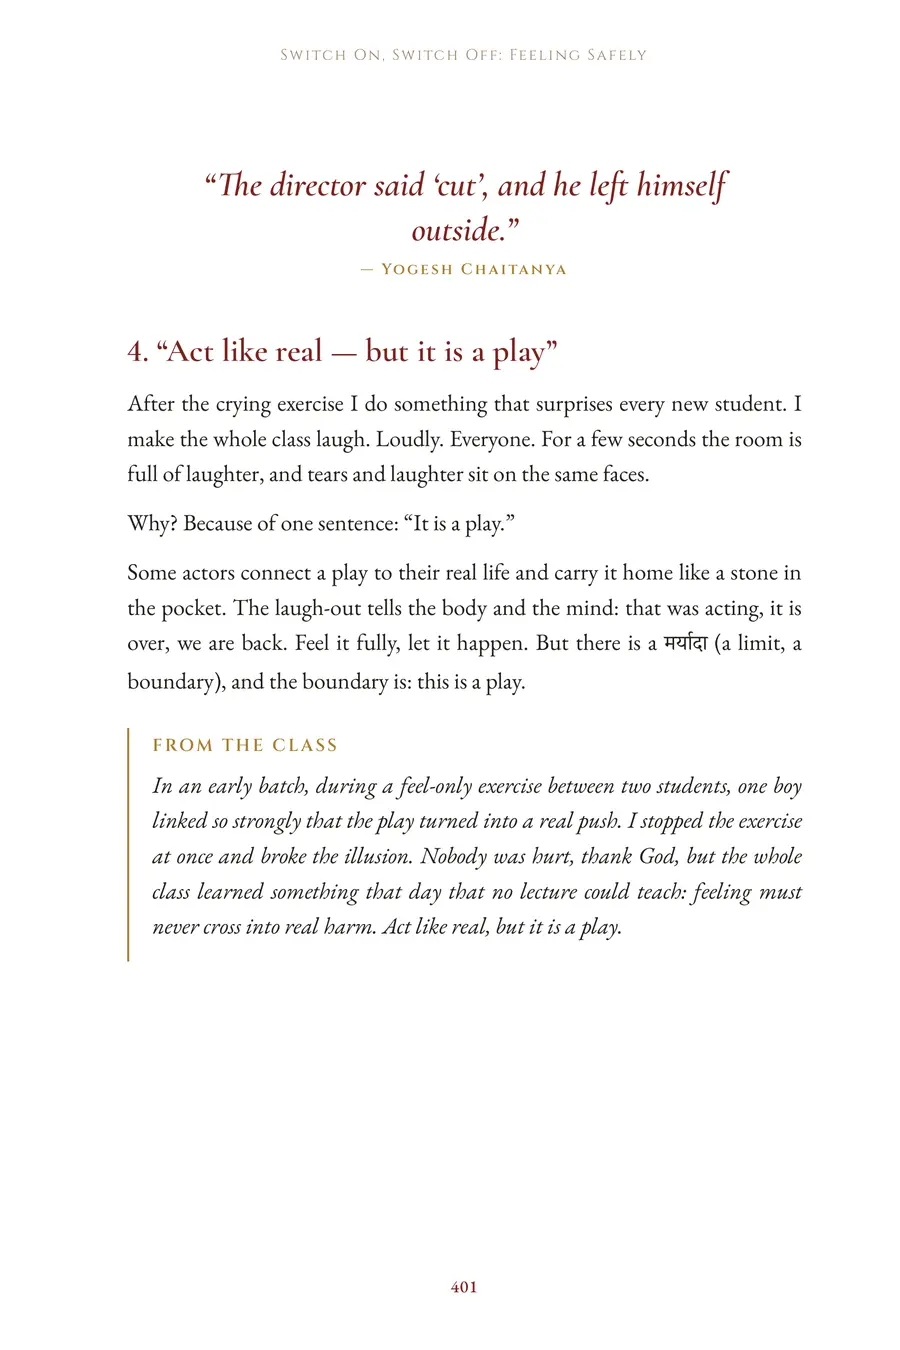 Switch On, Switch Off: Feeling Safely
“The director said ‘cut’, and he left himself
outside.”
— Yogesh Chaitanya
4. “Act like real — but it is a play”
After the crying exercise I do something that surprises every new student. I
make the whole class laugh. Loudly. Everyone. For a few seconds the room is
full of laughter, and tears and laughter sit on the same faces.
Why? Because of one sentence: “It is a play.”
Some actors connect a play to their real life and carry it home like a stone in
the pocket. The laugh-out tells the body and the mind: that was acting, it is
over, we are back. Feel it fully, let it happen. But there is a मर्यादा (a limit, a
boundary), and the boundary is: this is a play.
FROM THE CLASS
In an early batch, during a feel-only exercise between two students, one boy
linked so strongly that the play turned into a real push. I stopped the exercise
at once and broke the illusion. Nobody was hurt, thank God, but the whole
class learned something that day that no lecture could teach: feeling must
never cross into real harm. Act like real, but it is a play.
401